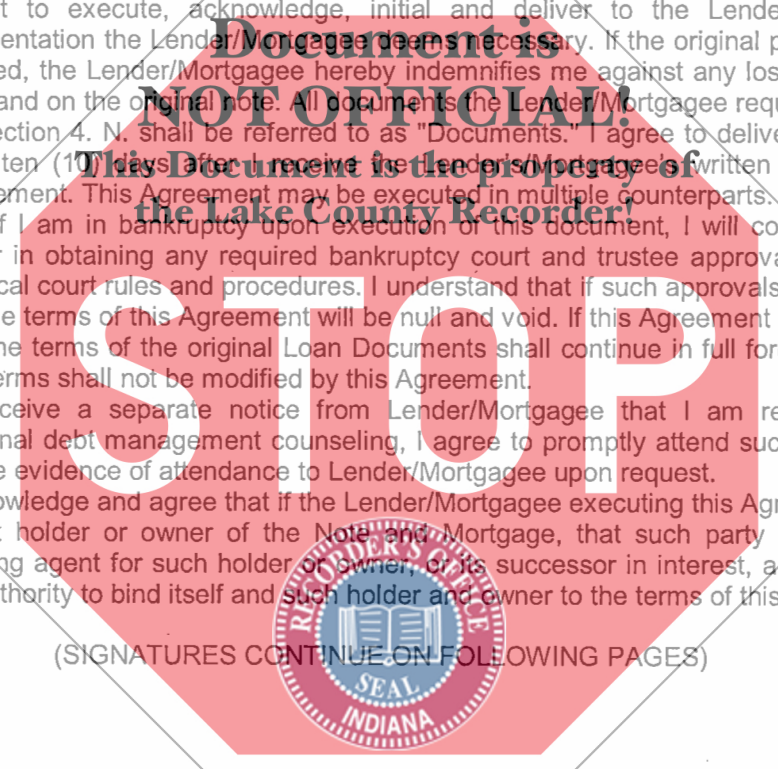 t to execute, acknowledge, initial and deliver to the Lende
Document is
entation the Lender/Mortgagee deems necessary. If the original p
ed, the Lender/Mortgagee hereby indemnifies me against any los
NOT OFFICIAL!
and on the original note. All documents the Lender/Mortgagee requ
ection 4. N. shall be referred to as "Documents." I agree to delive
This Document is the property of
ten (10) days after I receive the Lender's/Mortgagee's written
ement. This Agreement may be executed in multiple counterparts.
the Lake County Recorder!
f I am in bankruptcy upon execution of this document, I will co
r in obtaining any required bankruptcy court and trustee approva
cal court rules and procedures. I understand that if such approvals
e terms of this Agreement will be null and void. If this Agreement
he terms of the original Loan Documents shall continue in full for
erms shall not be modified by this Agreement.
STOP
ceive a separate notice from Lender/Mortgagee that I am re
nal debt management counseling, I agree to promptly attend suc
e evidence of attendance to Lender/Mortgagee upon request.
owledge and agree that if the Lender/Mortgagee executing this Agr
t holder or owner of the Note and Mortgage, that such party
ng agent for such holder or owner, or its successor in interest, a
thority to bind itself and such holder and owner to the terms of this
RECORDER'S OFFICE
SEAL
INDIANA
(SIGNATURES CONTINUE ON FOLLOWING PAGES)